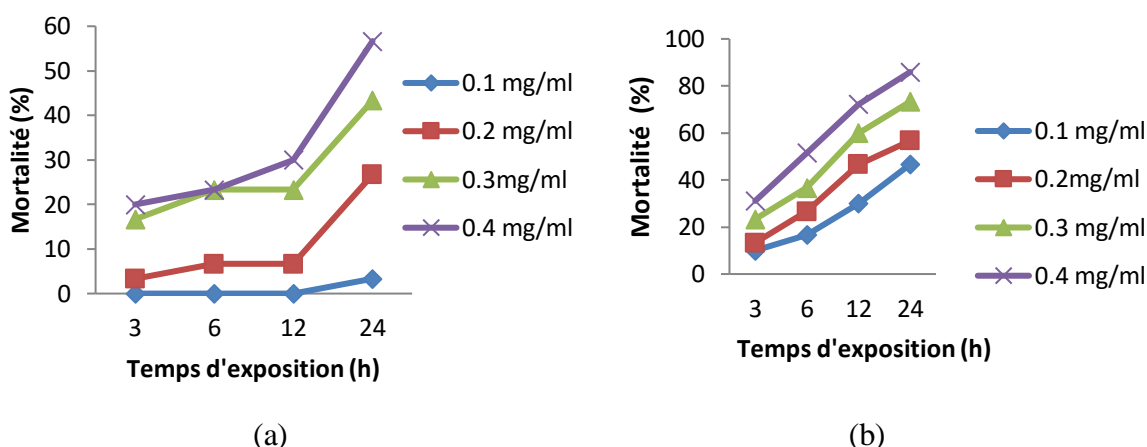 60
50
40
30
20
10
0
Mortalité (%)
3 6 12 24
Temps d'exposition (h)
0.1 mg/ml
0.2 mg/ml
0.3mg/ml
0.4 mg/ml
(a)
100
80
60
40
20
0
Mortalité (%)
3 6 12 24
Temps d'exposition (h)
0.1 mg/ml
0.2mg/ml
0.3 mg/ml
0.4 mg/ml
(b)